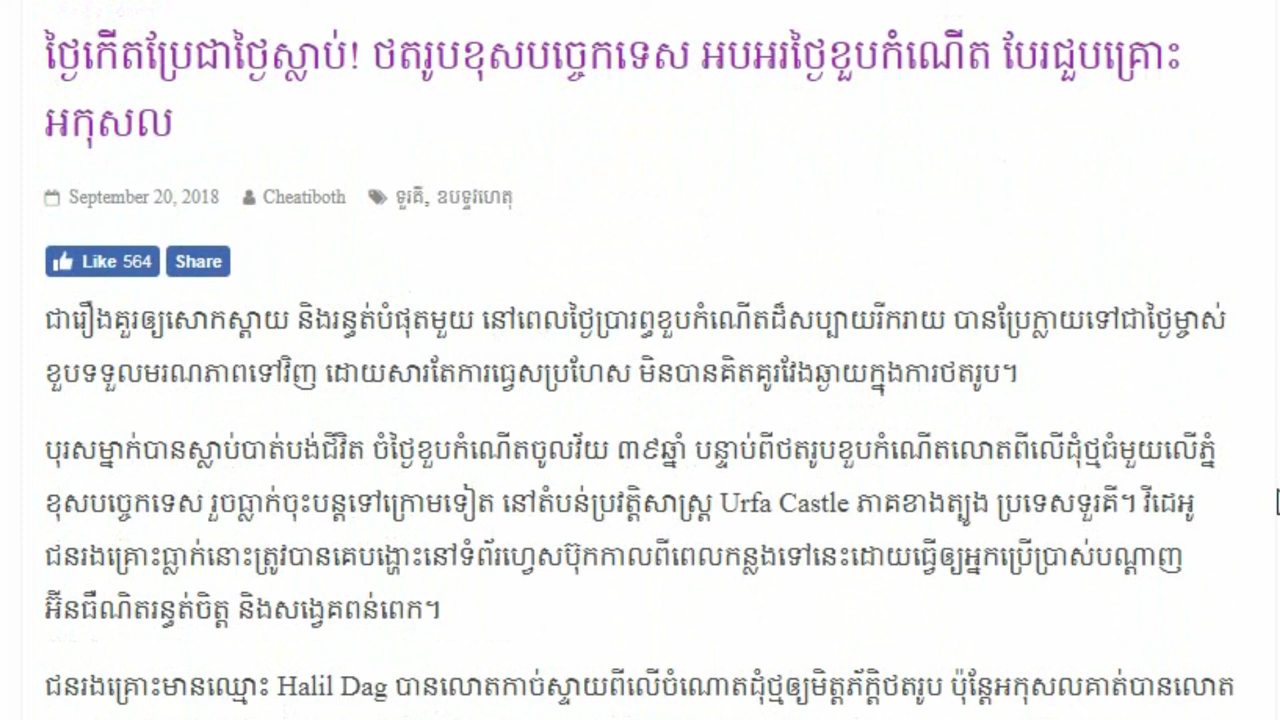 ថ្ងៃកើតប្រែជាថ្ងៃស្លាប់! ថតរូបខុសបច្ចេកទេស អបអរថ្ងៃខួបកំណើត បែរជួបគ្រោះ
អកុសល
September 20, 2018 Cheatiboth ទួរគី, ឧបទ្ទវហេតុ
Like 564 Share
ជារឿងគួរឲ្យសោកស្ដាយ និងរន្ធត់បំផុតមួយ នៅពេលថ្ងៃប្រារព្ធខួបកំណើតដ៏សប្បាយរីករាយ បានប្រែក្លាយទៅជាថ្ងៃម្ចាស់
ខួបទទួលមរណភាពទៅវិញ ដោយសារតែការធ្វេសប្រហែស មិនបានគិតគូរវែងឆ្ងាយក្នុងការថតរូប។
បុរសម្នាក់បានស្លាប់បាត់បង់ជីវិត ចំថ្ងៃខួបកំណើតចូលវ័យ ៣៩ឆ្នាំ បន្ទាប់ពីថតរូបខួបកំណើតលោតពីលើដុំថ្មធំមួយលើភ្នំ
ខុសបច្ចេកទេស រួចធ្លាក់ចុះបន្តទៅក្រោមទៀត នៅតំបន់ប្រវត្តិសាស្ត្រ Urfa Castle ភាគខាងត្បូង ប្រទេសទួរគី។ វីដេអូ
ជនរងគ្រោះធ្លាក់នោះត្រូវបានគេបង្ហោះនៅទំព័រហ្វេសប៊ុកកាលពីពេលកន្លងទៅនេះដោយធ្វើឲ្យអ្នកប្រើប្រាស់បណ្ដាញ
អ៊ីនធឺណិតរន្ធត់ចិត្ត និងសង្វេគពន់ពេក។
ជនរងគ្រោះមានឈ្មោះ Halil Dag បានលោតកាច់ស្ទាយពីលើចំណោតដុំថ្មឲ្យមិត្តភ័ក្តិថតរូប ប៉ុន្តែអកុសលគាត់បានលោត